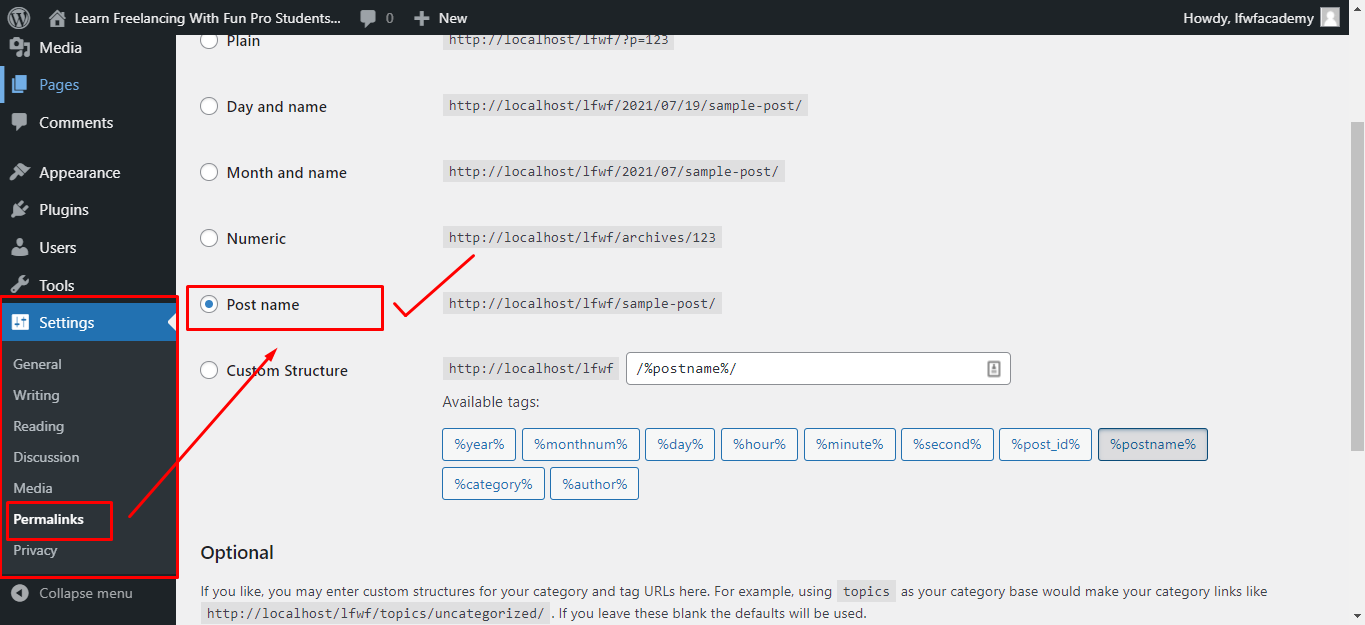 Learn Freelancing With Fun Pro Students... 0 New Howdy, lfwfacademy
Media
Pages
Comments
Appearance
Plugins
Users
Tools
Settings
General
Writing
Reading
Discussion
Media
Permalinks
Privacy
Collapse menu
Plain http://localhost/lfwf/?p=123
Day and name http://localhost/lfwf/2021/07/19/sample-post/
Month and name http://localhost/lfwf/2021/07/sample-post/
Numeric http://localhost/lfwf/archives/123
Post name http://localhost/lfwf/sample-post/
Custom Structure http://localhost/lfwf /%postname%/
Available tags:
%year% %monthnum% %day% %hour% %minute% %second% %post_id% %postname%
%category% %author%
Optional
If you like, you may enter custom structures for your category and tag URLs here. For example, using topics as your category base would make your category links like
http://localhost/lfwf/topics/uncategorized/ . If you leave these blank the defaults will be used.